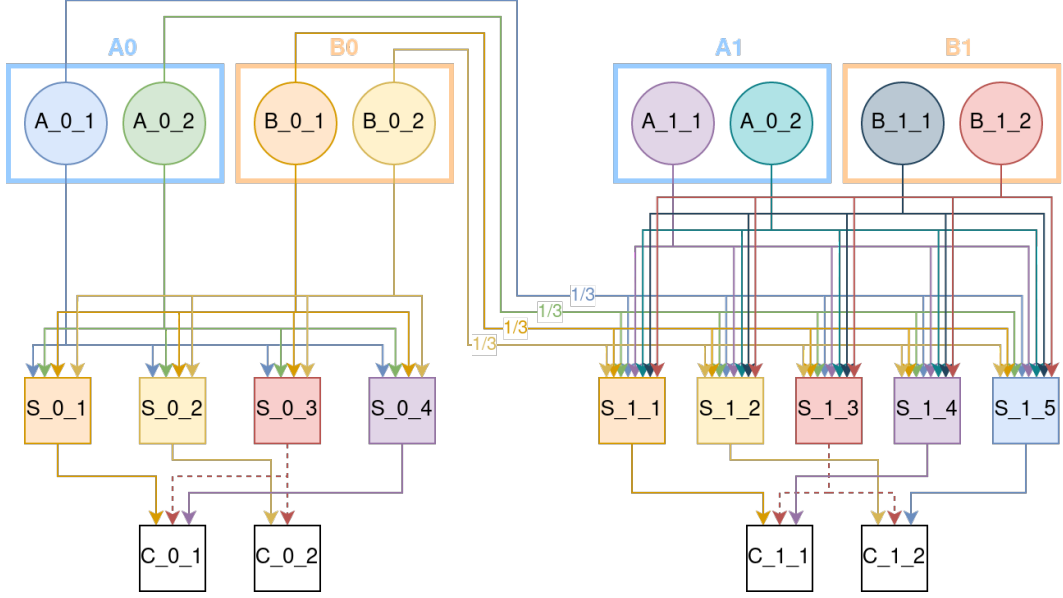 A0
B0
A1
B1
A_0_1
A_0_2
B_0_1
B_0_2
A_1_1
A_0_2
B_1_1
B_1_2
1/3
1/3
1/3
1/3
S_0_1
S_0_2
S_0_3
S_0_4
S_1_1
S_1_2
S_1_3
S_1_4
S_1_5
C_0_1
C_0_2
C_1_1
C_1_2